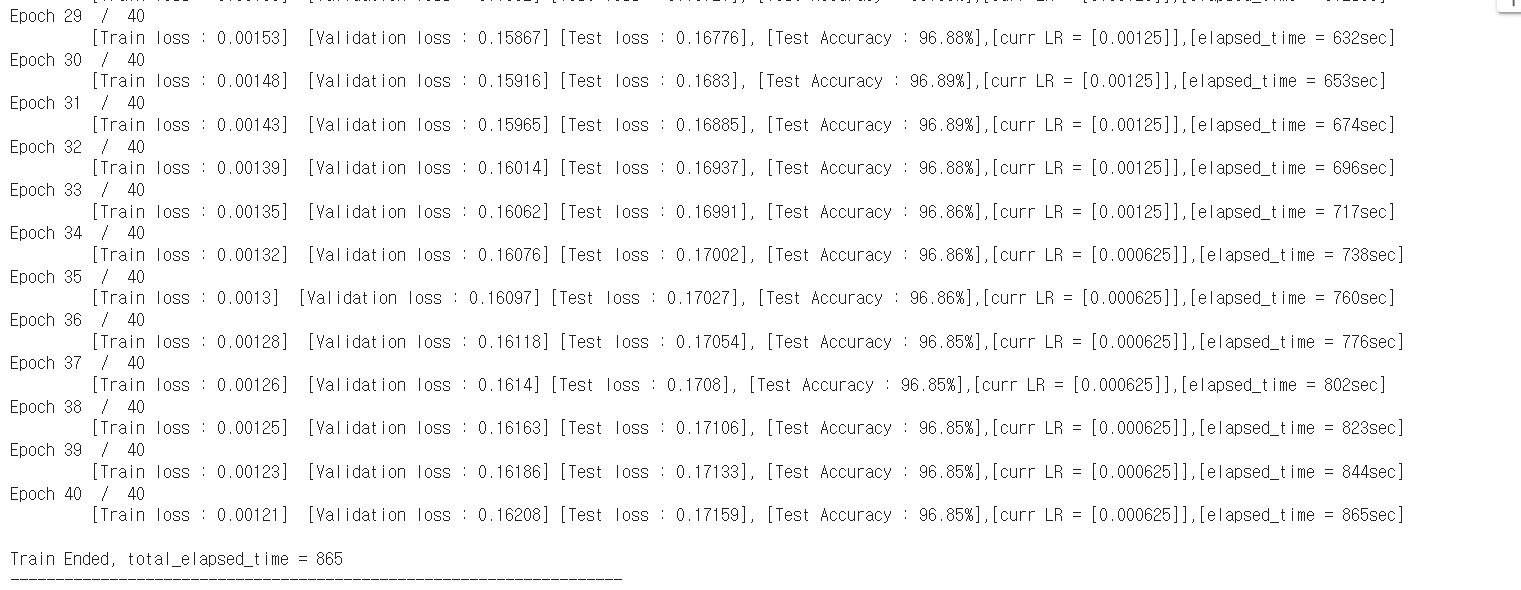 Epoch 29  /  40
[Train loss : 0.00153]  [Validation loss : 0.15867] [Test loss : 0.16776], [Test Accuracy : 96.88%],[curr LR = [0.00125]],[elapsed_time = 632sec]
Epoch 30  /  40
[Train loss : 0.00148]  [Validation loss : 0.15916] [Test loss : 0.1683], [Test Accuracy : 96.89%],[curr LR = [0.00125]],[elapsed_time = 653sec]
Epoch 31  /  40
[Train loss : 0.00143]  [Validation loss : 0.15965] [Test loss : 0.16885], [Test Accuracy : 96.89%],[curr LR = [0.00125]],[elapsed_time = 674sec]
Epoch 32  /  40
[Train loss : 0.00139]  [Validation loss : 0.16014] [Test loss : 0.16937], [Test Accuracy : 96.88%],[curr LR = [0.00125]],[elapsed_time = 696sec]
Epoch 33  /  40
[Train loss : 0.00135]  [Validation loss : 0.16062] [Test loss : 0.16991], [Test Accuracy : 96.86%],[curr LR = [0.00125]],[elapsed_time = 717sec]
Epoch 34  /  40
[Train loss : 0.00132]  [Validation loss : 0.16076] [Test loss : 0.17002], [Test Accuracy : 96.86%],[curr LR = [0.000625]],[elapsed_time = 738sec]
Epoch 35  /  40
[Train loss : 0.0013]  [Validation loss : 0.16097] [Test loss : 0.17027], [Test Accuracy : 96.86%],[curr LR = [0.000625]],[elapsed_time = 760sec]
Epoch 36  /  40
[Train loss : 0.00128]  [Validation loss : 0.16118] [Test loss : 0.17054], [Test Accuracy : 96.85%],[curr LR = [0.000625]],[elapsed_time = 776sec]
Epoch 37  /  40
[Train loss : 0.00126]  [Validation loss : 0.1614] [Test loss : 0.1708], [Test Accuracy : 96.85%],[curr LR = [0.000625]],[elapsed_time = 802sec]
Epoch 38  /  40
[Train loss : 0.00125]  [Validation loss : 0.16163] [Test loss : 0.17106], [Test Accuracy : 96.85%],[curr LR = [0.000625]],[elapsed_time = 823sec]
Epoch 39  /  40
[Train loss : 0.00123]  [Validation loss : 0.16186] [Test loss : 0.17133], [Test Accuracy : 96.85%],[curr LR = [0.000625]],[elapsed_time = 844sec]
Epoch 40  /  40
[Train loss : 0.00121]  [Validation loss : 0.16208] [Test loss : 0.17159], [Test Accuracy : 96.85%],[curr LR = [0.000625]],[elapsed_time = 865sec]
Train Ended, total_elapsed_time = 865
----------------------------------------------------------------------